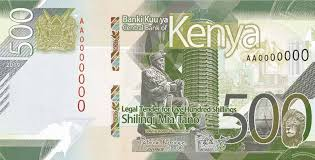 500
Banki Kuu ya
Central Bank of
Kenya
AA0000000
2019
AA0000000
Legal Tender for Five Hundred Shillings
Shilingi Mia Tano
500